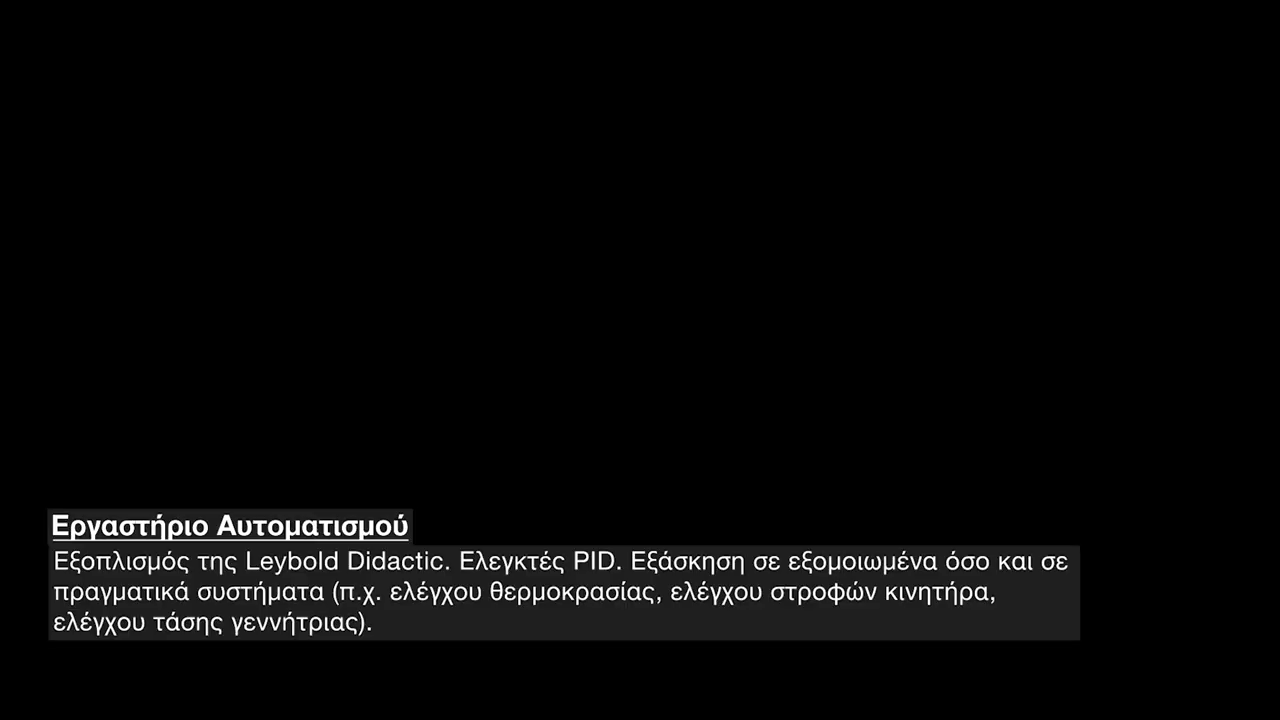 Εργαστήριο Αυτοματισμού
Εξοπλισμός της Leybold Didactic. Ελεγκτές PID. Εξάσκηση σε εξομοιωμένα όσο και σε
πραγματικά συστήματα (π.χ. ελέγχου θερμοκρασίας, ελέγχου στροφών κινητήρα,
ελέγχου τάσης γεννήτριας).